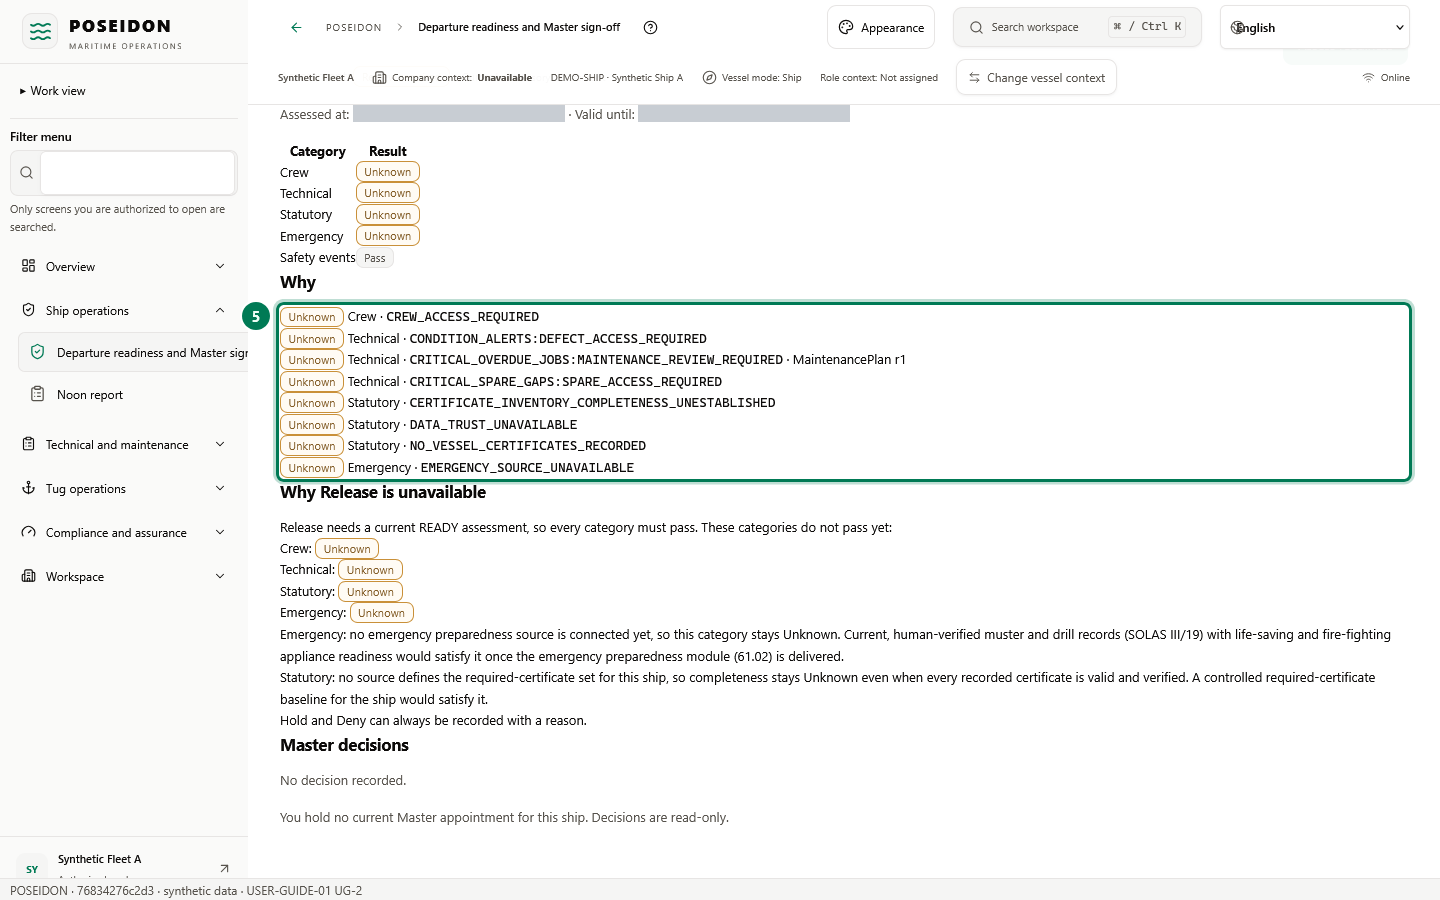 POSEIDON
MARITIME OPERATIONS
POSEIDON
Departure readiness and Master sign-off
Appearance
Search workspace
⌘ / Ctrl K
English
Synthetic Fleet A
Company context: Unavailable
DEMO-SHIP · Synthetic Ship A
Vessel mode: Ship
Role context: Not assigned
Change vessel context
Online
Work view
Filter menu
Only screens you are authorized to open are
searched.
Overview
Ship operations
Departure readiness and Master sign
Noon report
Technical and maintenance
Tug operations
Compliance and assurance
Workspace
SY
Synthetic Fleet A
Assessed at: · Valid until:
Category Result
Crew Unknown
Technical Unknown
Statutory Unknown
Emergency Unknown
Safety events Pass
Why
5
Unknown Crew · CREW_ACCESS_REQUIRED
Unknown Technical · CONDITION_ALERTS:DEFECT_ACCESS_REQUIRED
Unknown Technical · CRITICAL_OVERDUE_JOBS:MAINTENANCE_REVIEW_REQUIRED · MaintenancePlan r1
Unknown Technical · CRITICAL_SPARE_GAPS:SPARE_ACCESS_REQUIRED
Unknown Statutory · CERTIFICATE_INVENTORY_COMPLETENESS_UNESTABLISHED
Unknown Statutory · DATA_TRUST_UNAVAILABLE
Unknown Statutory · NO_VESSEL_CERTIFICATES_RECORDED
Unknown Emergency · EMERGENCY_SOURCE_UNAVAILABLE
Why Release is unavailable
Release needs a current READY assessment, so every category must pass. These categories do not pass yet:
Crew: Unknown
Technical: Unknown
Statutory: Unknown
Emergency: Unknown
Emergency: no emergency preparedness source is connected yet, so this category stays Unknown. Current, human-verified muster and drill records (SOLAS III/19) with life-saving and fire-fighting
appliance readiness would satisfy it once the emergency preparedness module (61.02) is delivered.
Statutory: no source defines the required-certificate set for this ship, so completeness stays Unknown even when every recorded certificate is valid and verified. A controlled required-certificate
baseline for the ship would satisfy it.
Hold and Deny can always be recorded with a reason.
Master decisions
No decision recorded.
You hold no current Master appointment for this ship. Decisions are read-only.
POSEIDON · 76834276c2d3 · synthetic data · USER-GUIDE-01 UG-2